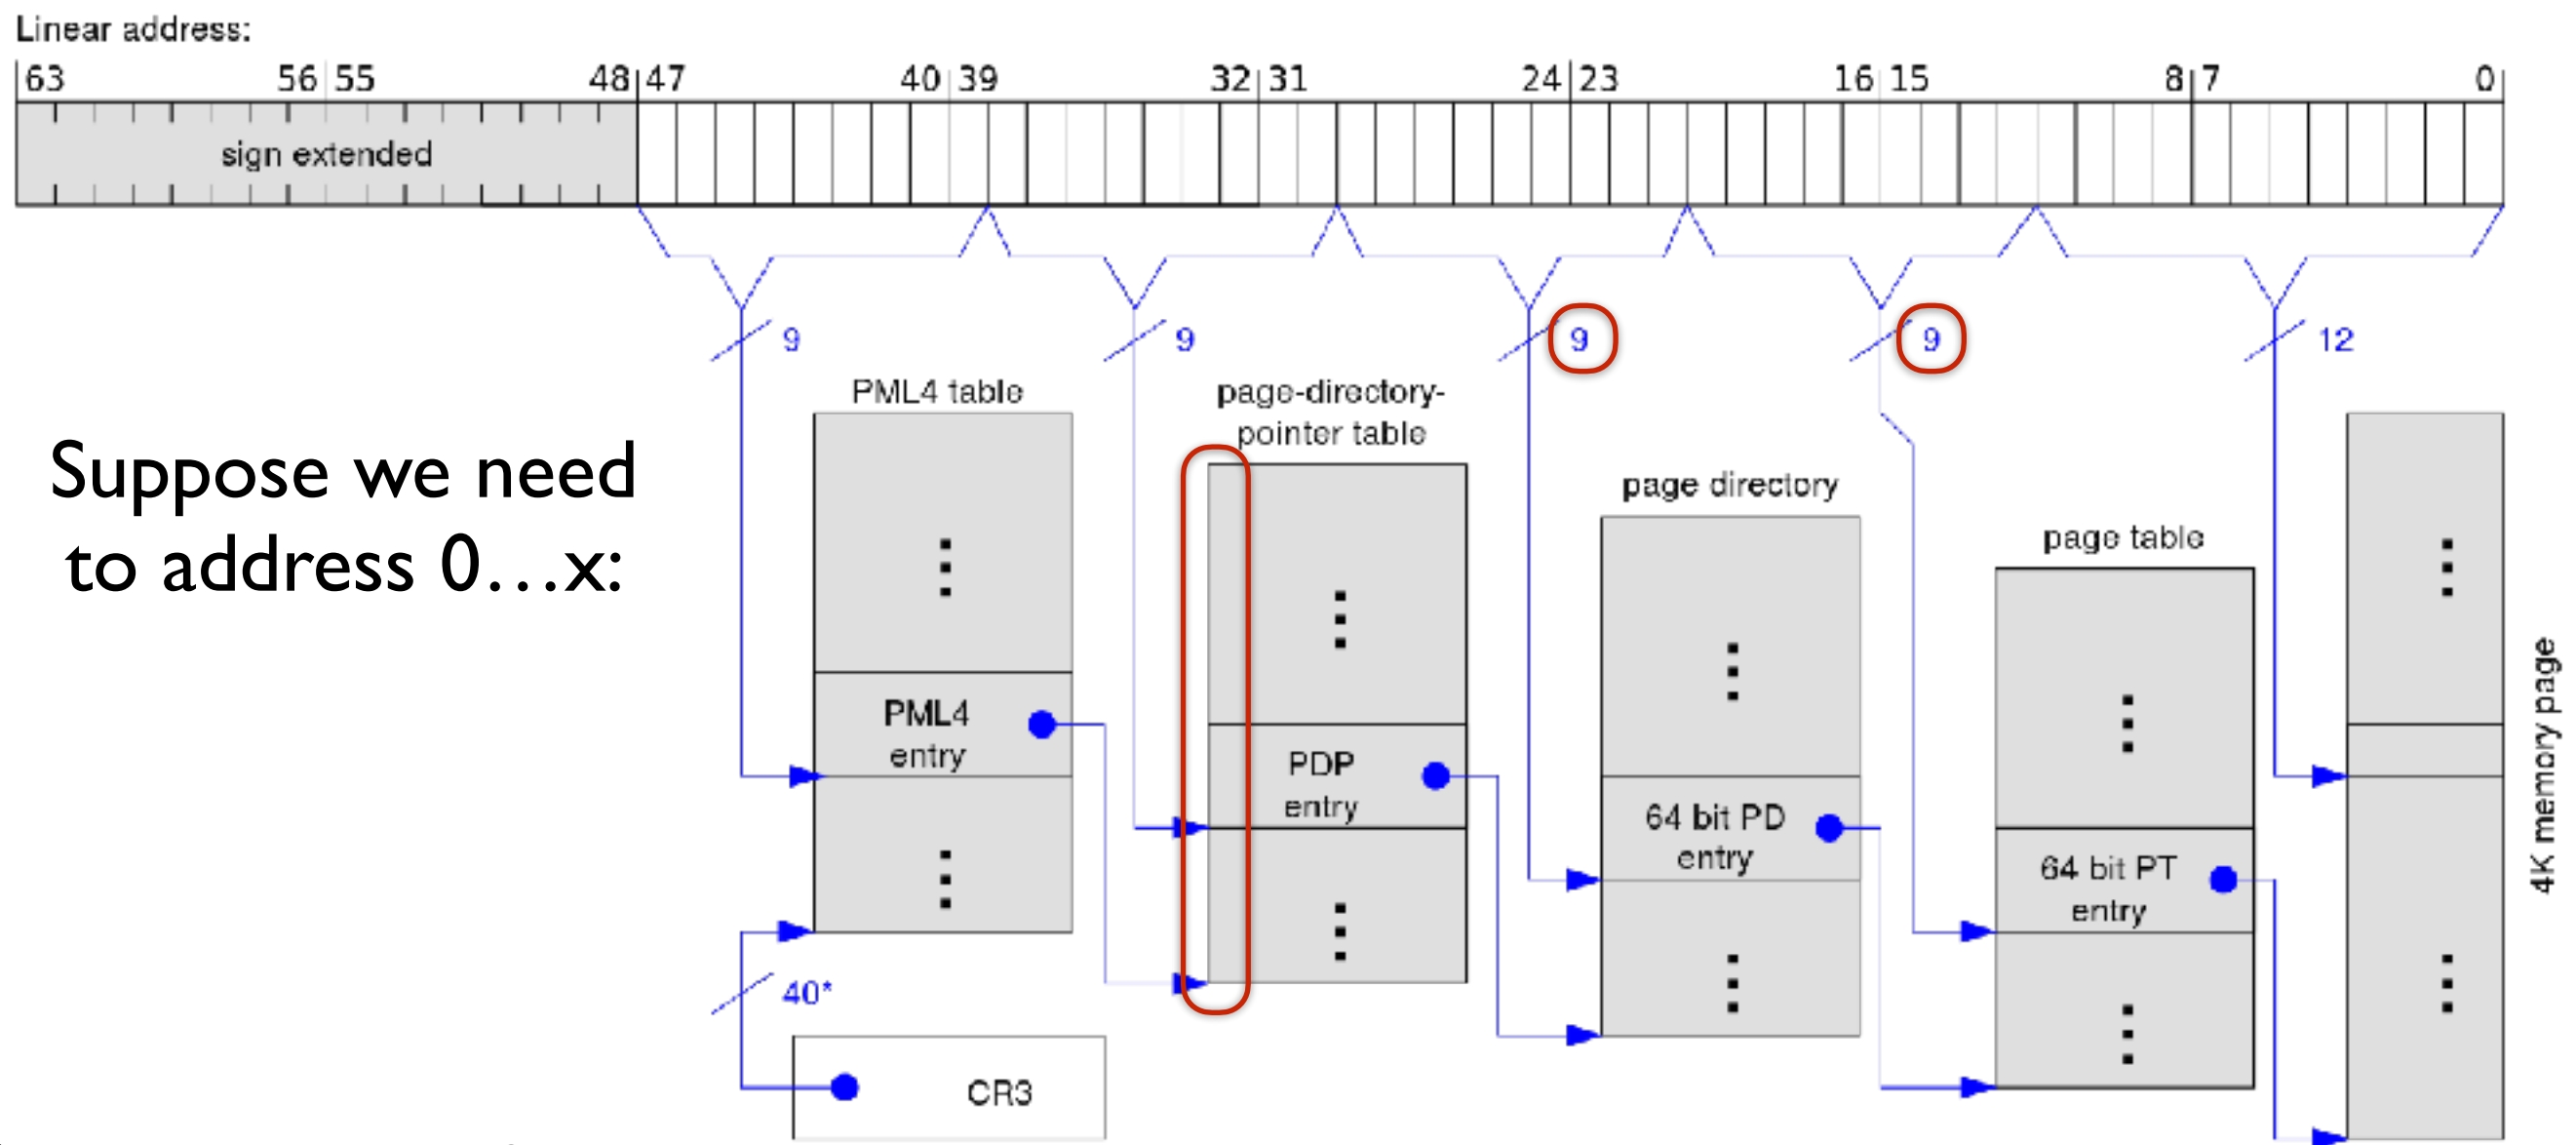 Linear address:
63 56 55 48 47 40 39 32 31 24 23 16 15 8 7 0
sign extended
9 9 9 9 12
Suppose we need
to address 0...x:
PML4 table
PML4
entry
40*
CR3
page-directory-
pointer table
PDP
entry
page directory
64 bit PD
entry
page table
64 bit PT
entry
4K memory page